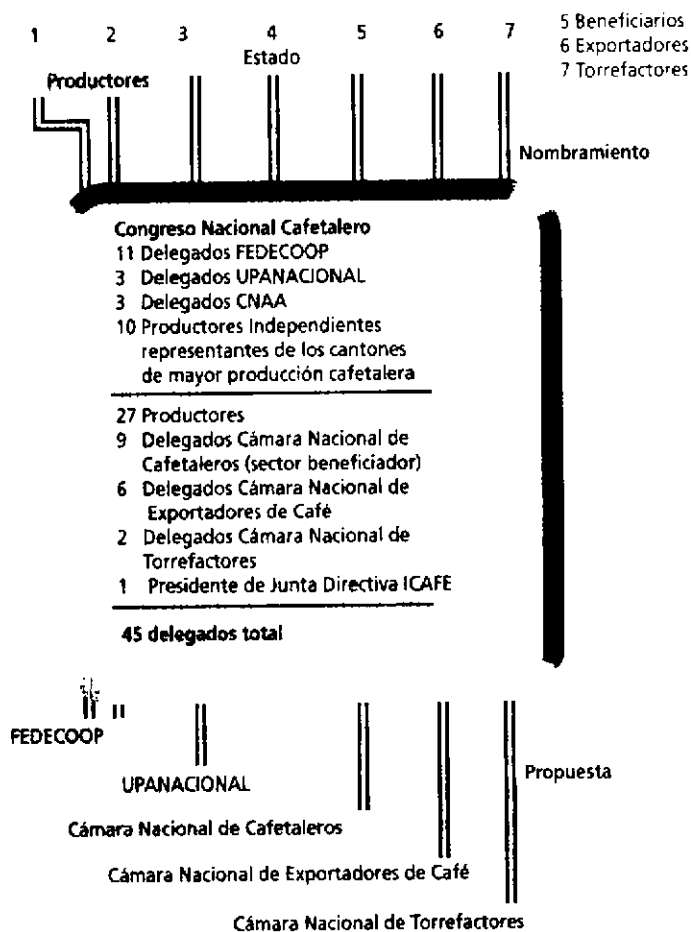 1 2 3 4 5 6 7
5 Beneficiarios
6 Exportadores
7 Torrefactores
Estado
Productores
Nombramiento
Congreso Nacional Cafetalero
11 Delegados FEDECOOP
3 Delegados UPANACIONAL
3 Delegados CNAA
10 Productores Independientes
representantes de los cantones
de mayor producción cafetalera
27 Productores
9 Delegados Cámara Nacional de
Cafetaleros (sector beneficiador)
6 Delegados Cámara Nacional de
Exportadores de Café
2 Delegados Cámara Nacional de
Torrefactores
1 Presidente de Junta Directiva ICAFE
45 delegados total
FEDECOOP
UPANACIONAL
Propuesta
Cámara Nacional de Cafetaleros
Cámara Nacional de Exportadores de Café
Cámara Nacional de Torrefactores